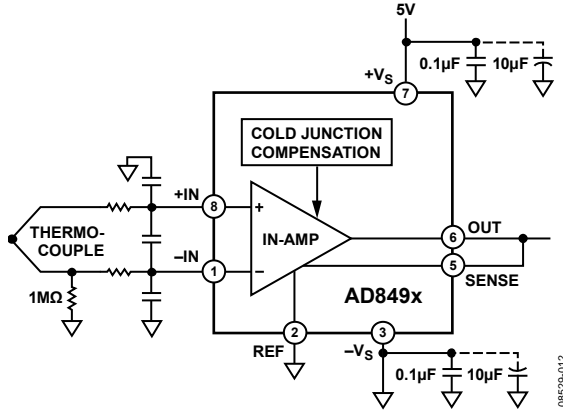 5V
0.1µF 10µF
+VS
7
COLD JUNCTION
COMPENSATION
+IN
8
+
THERMO-
COUPLE
IN-AMP
6
OUT
–IN
1
–
5
SENSE
1MΩ
AD849x
2
3
REF
–VS
0.1µF 10µF
08529-012